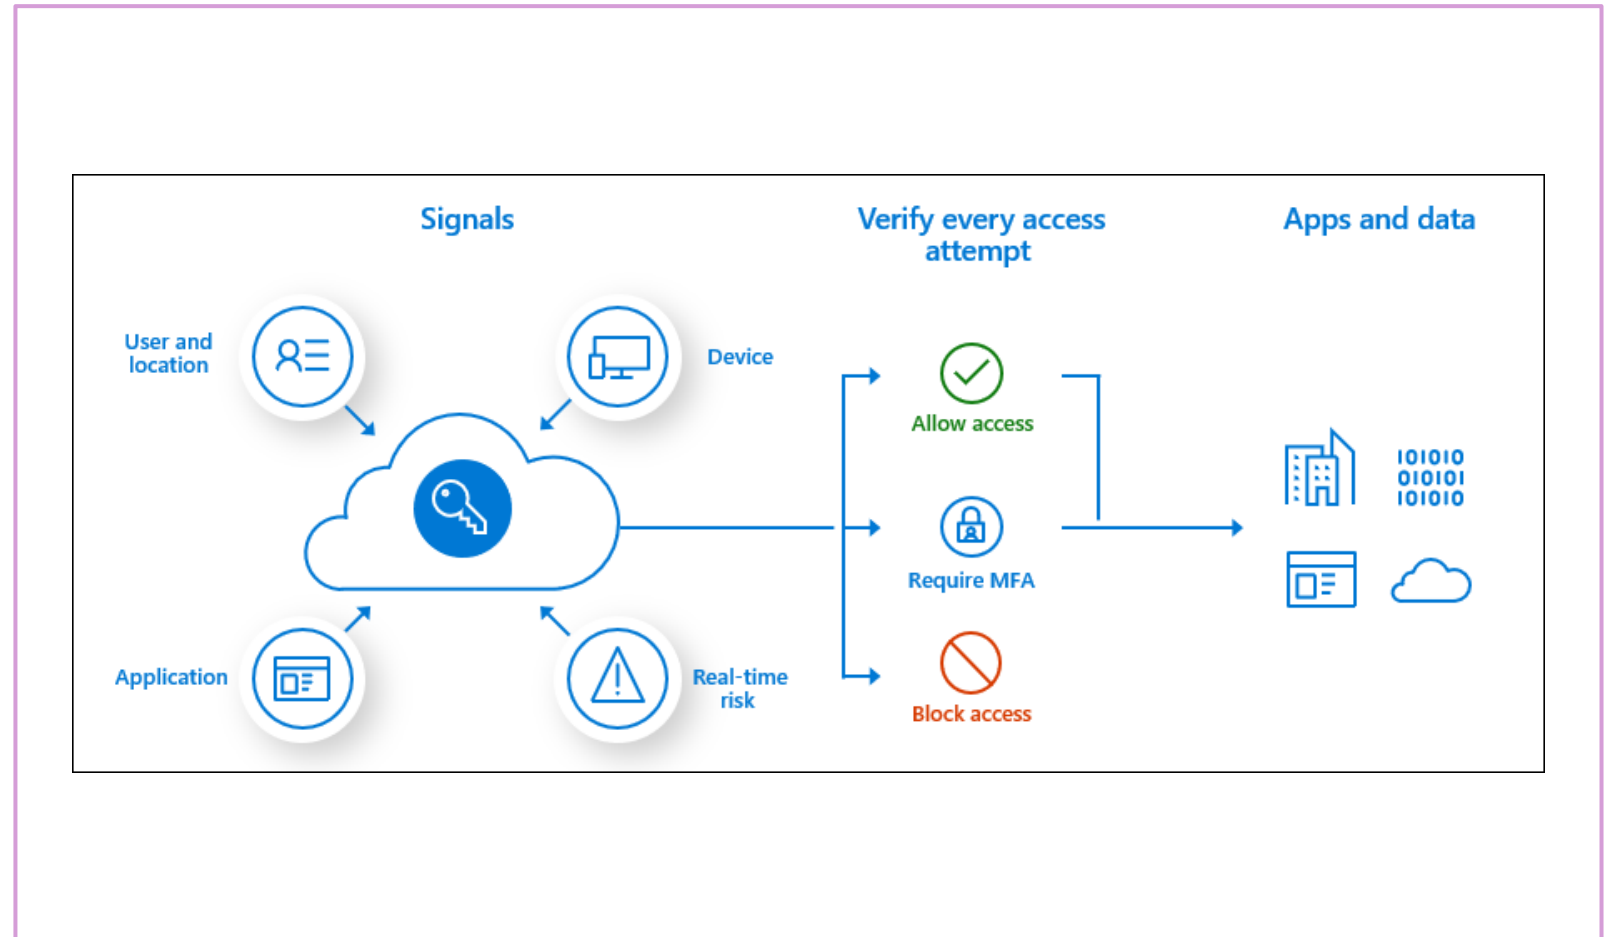 Signals
Verify every access
attempt
Apps and data
User and
location
Device
Allow access
101010
010101
101010
Require MFA
Application
Real-time
risk
Block access